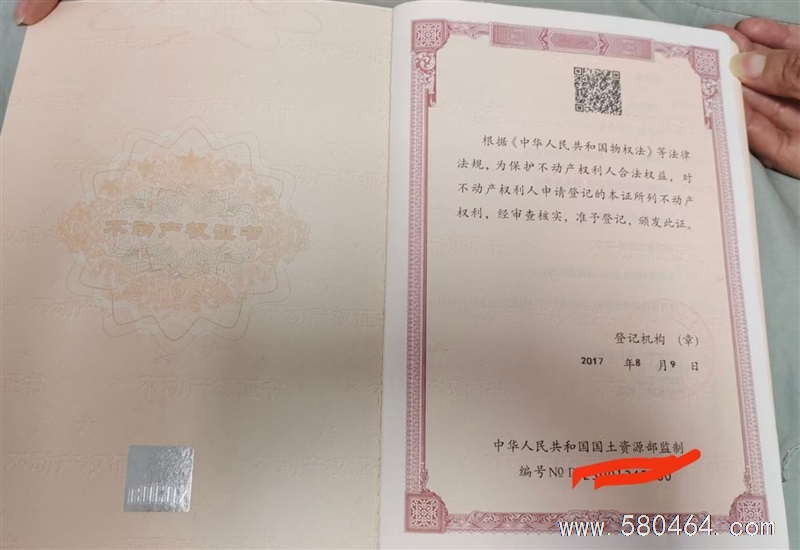 不动产权证书
根据《中华人民共和国物权法》等法律
法规，为保护不动产权利人合法权益，对
不动产权利人申请登记的本证所列不动产
权利，经审查核实，准予登记，颁发此证。
登记机构 （章）
2017 年 8 月 9 日
中华人民共和国国土资源部监制
编号№
www.580464.com